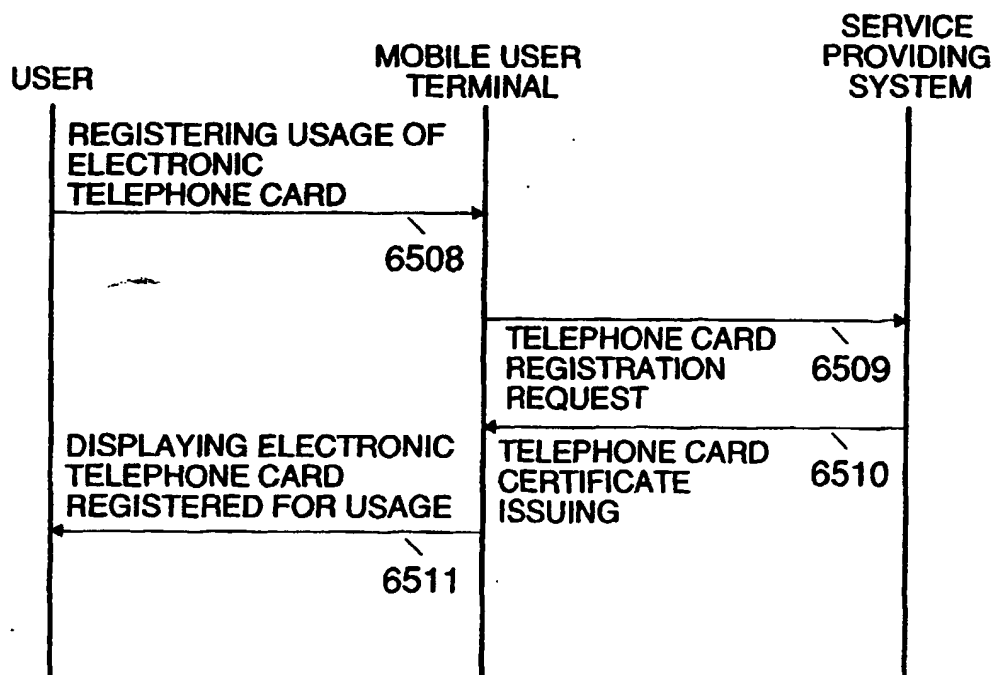 USER
MOBILE USER
TERMINAL
SERVICE
PROVIDING
SYSTEM
REGISTERING USAGE OF
ELECTRONIC
TELEPHONE CARD
6508
TELEPHONE CARD
REGISTRATION
REQUEST
6509
TELEPHONE CARD
CERTIFICATE
ISSUING
6510
DISPLAYING ELECTRONIC
TELEPHONE CARD
REGISTERED FOR USAGE
6511